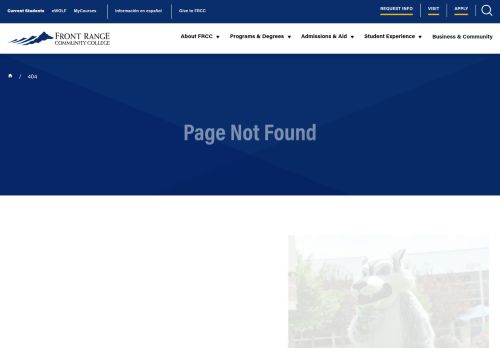 Current Students eWOLF MyCourses Información en español Give to FRCC REQUEST INFO VISIT APPLY
FRONT RANGE
COMMUNITY COLLEGE
About FRCC Programs & Degrees Admissions & Aid Student Experience Business & Community
/ 404
Page Not Found